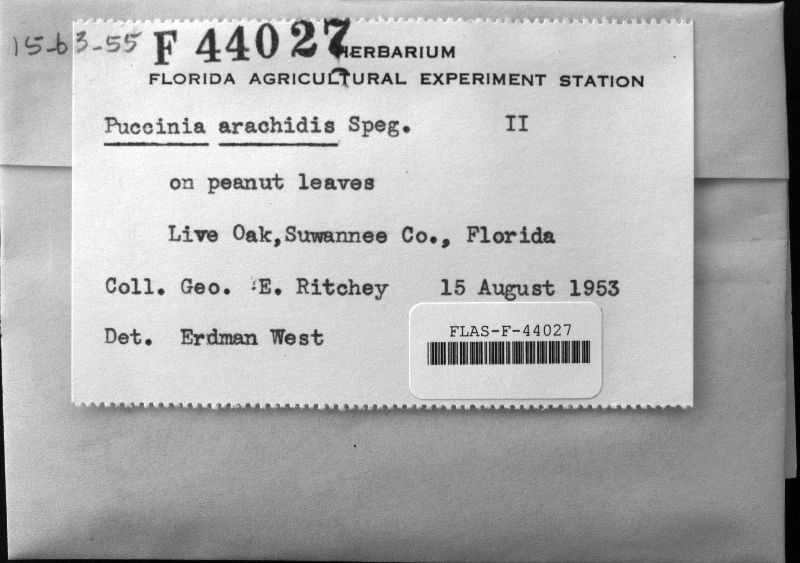 15-63-55 F 44027 HERBARIUM
FLORIDA AGRICULTURAL EXPERIMENT STATION
Puccinia arachidis Speg. II
on peanut leaves
Live Oak,Suwannee Co., Florida
Coll. Geo. E. Ritchey 15 August 1953
Det. Erdman West
FLAS-F-44027